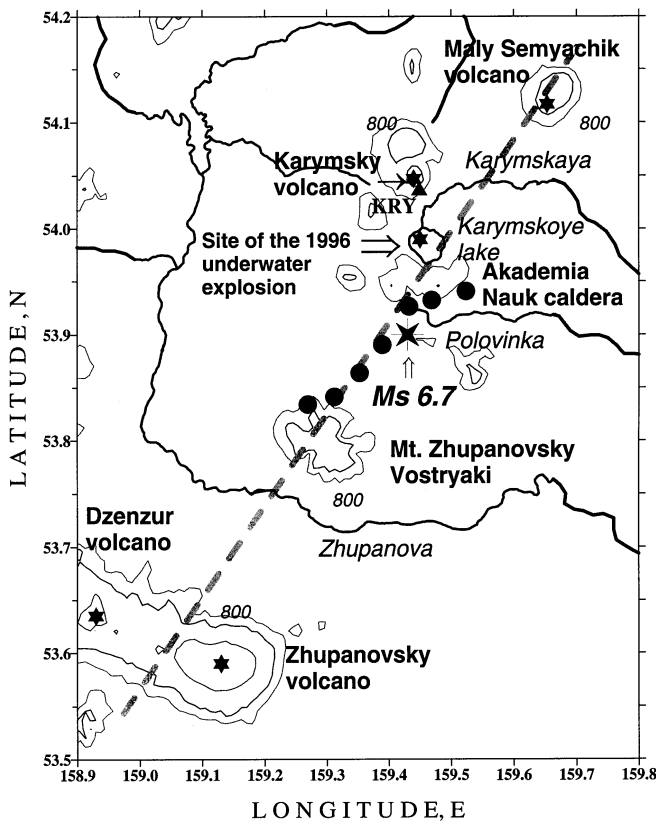 54.2
Maly Semyachik
volcano
54.1
800
800
Karymsky
volcano
Karymskaya
KRY
54.0
Site of the 1996
underwater
explosion
Karymskoye
lake
Akademia
Nauk caldera
53.9
Polovinka
Ms 6.7
53.8
Mt. Zhupanovsky
Vostryaki
800
Dzenzur
volcano
53.7
Zhupanova
800
53.6
Zhupanovsky
volcano
53.5
158.9 159.0 159.1 159.2 159.3 159.4 159.5 159.6 159.7 159.8
LONGITUDE, E
LATITUDE, N